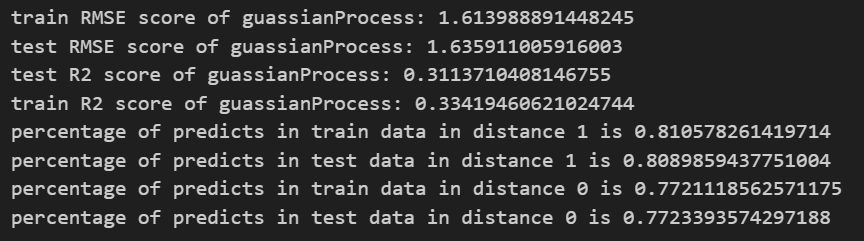 train RMSE score of guassianProcess: 1.613988891448245
test RMSE score of guassianProcess: 1.635911005916003
test R2 score of guassianProcess: 0.3113710408146755
train R2 score of guassianProcess: 0.33419460621024744
percentage of predicts in train data in distance 1 is 0.810578261419714
percentage of predicts in test data in distance 1 is 0.8089859437751004
percentage of predicts in train data in distance 0 is 0.7721118562571175
percentage of predicts in test data in distance 0 is 0.7723393574297188